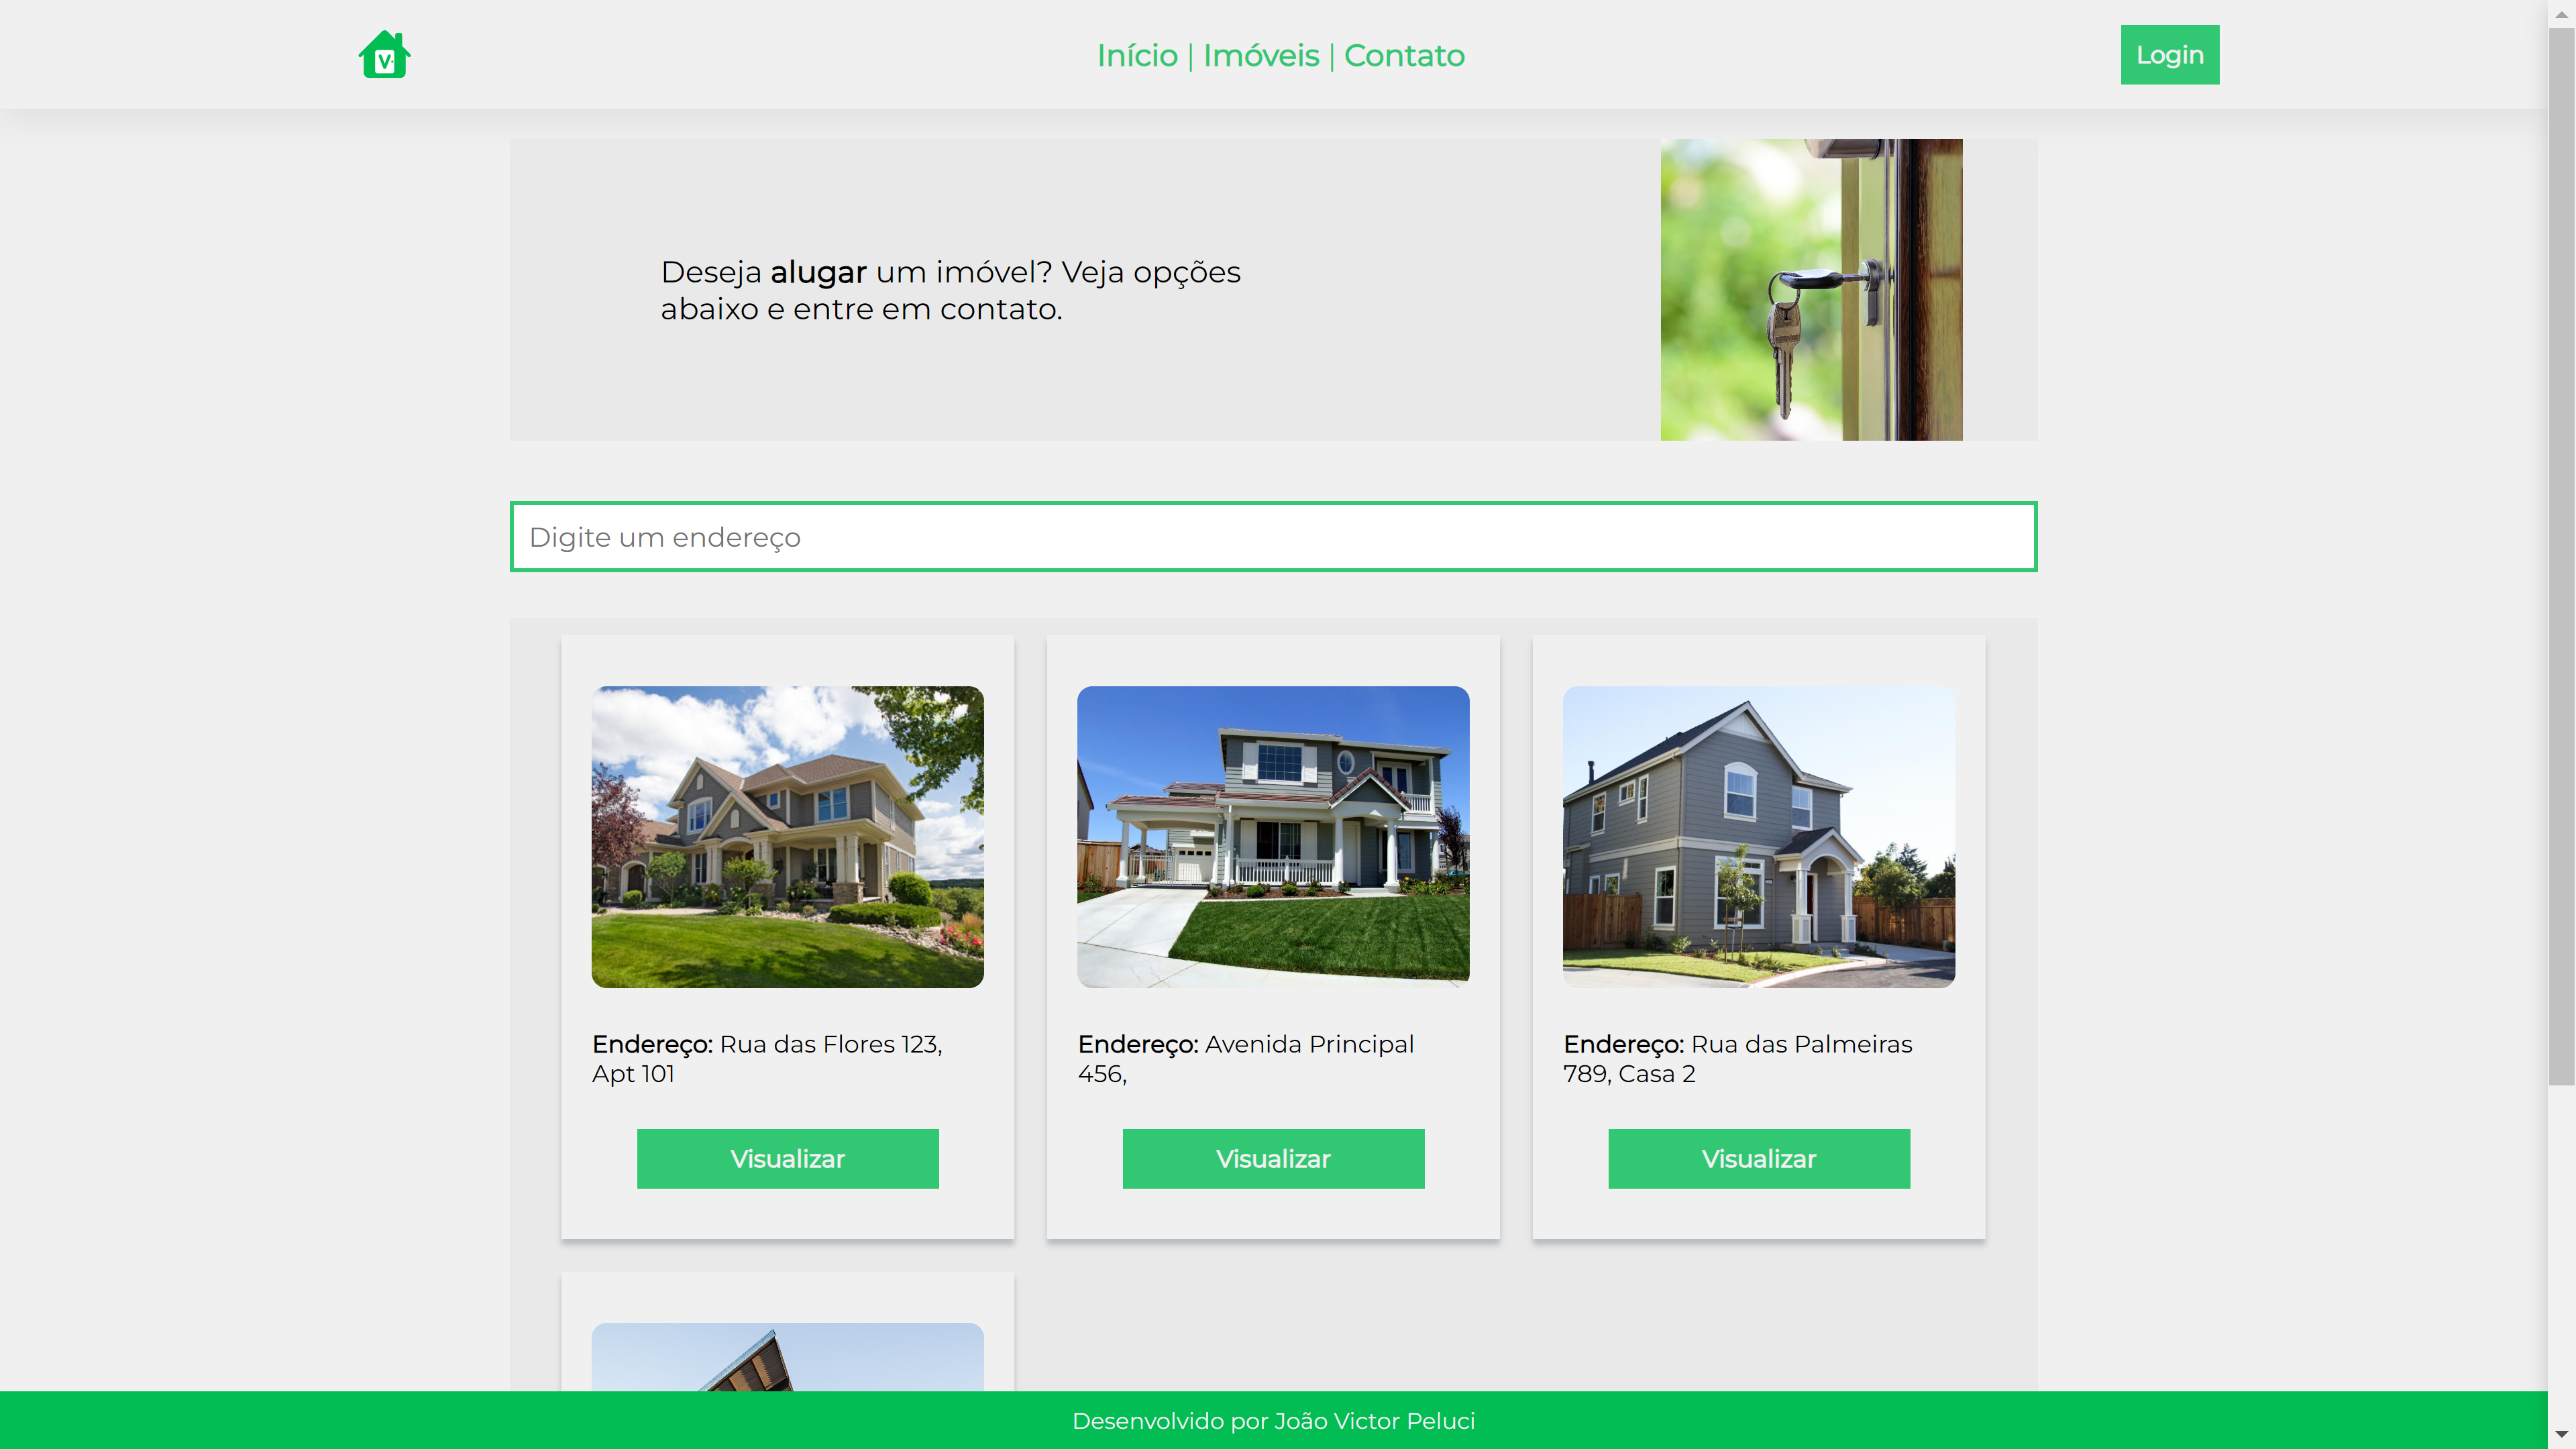 V
Início | Imóveis | Contato
Login
Deseja alugar um imóvel? Veja opções
abaixo e entre em contato.
Digite um endereço
Endereço: Rua das Flores 123,
Apt 101
Visualizar
Endereço: Avenida Principal
456,
Visualizar
Endereço: Rua das Palmeiras
789, Casa 2
Visualizar
Desenvolvido por João Victor Peluci